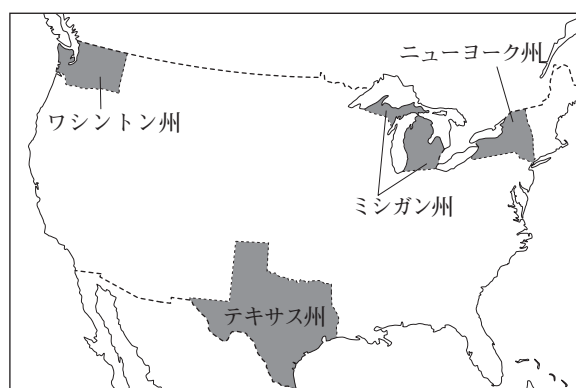 ニューヨーク州
ワシントン州
ミシガン州
テキサス州